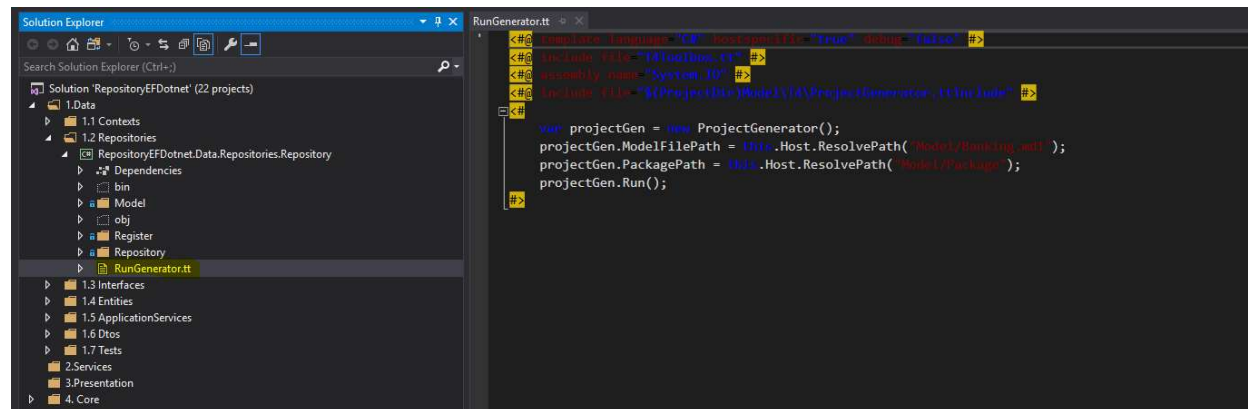 Solution Explorer
Search Solution Explorer (Ctrl+;)
Solution 'RepositoryEFDotnet' (22 projects)
1.Data
1.1 Contexts
1.2 Repositories
C# RepositoryEFDotnet.Data.Repositories.Repository
Dependencies
bin
Model
obj
Register
Repository
RunGenerator.tt
1.3 Interfaces
1.4 Entities
1.5 ApplicationServices
1.6 Dtos
1.7 Tests
2.Services
3.Presentation
4. Core
RunGenerator.tt
<#@ template language="C#" hostspecific="true" debug="false" #>
<#@ include file= #>
<#@ assembly name="System.IO" #>
<#@ include file="$(ProjectDir)Model\ \ProjectGenerator.ttinclude" #>
<#
var projectGen = new ProjectGenerator();
projectGen.ModelFilePath = this.Host.ResolvePath("Model/Banking. ");
projectGen.PackagePath = this.Host.ResolvePath("Model/Package");
projectGen.Run();
#>